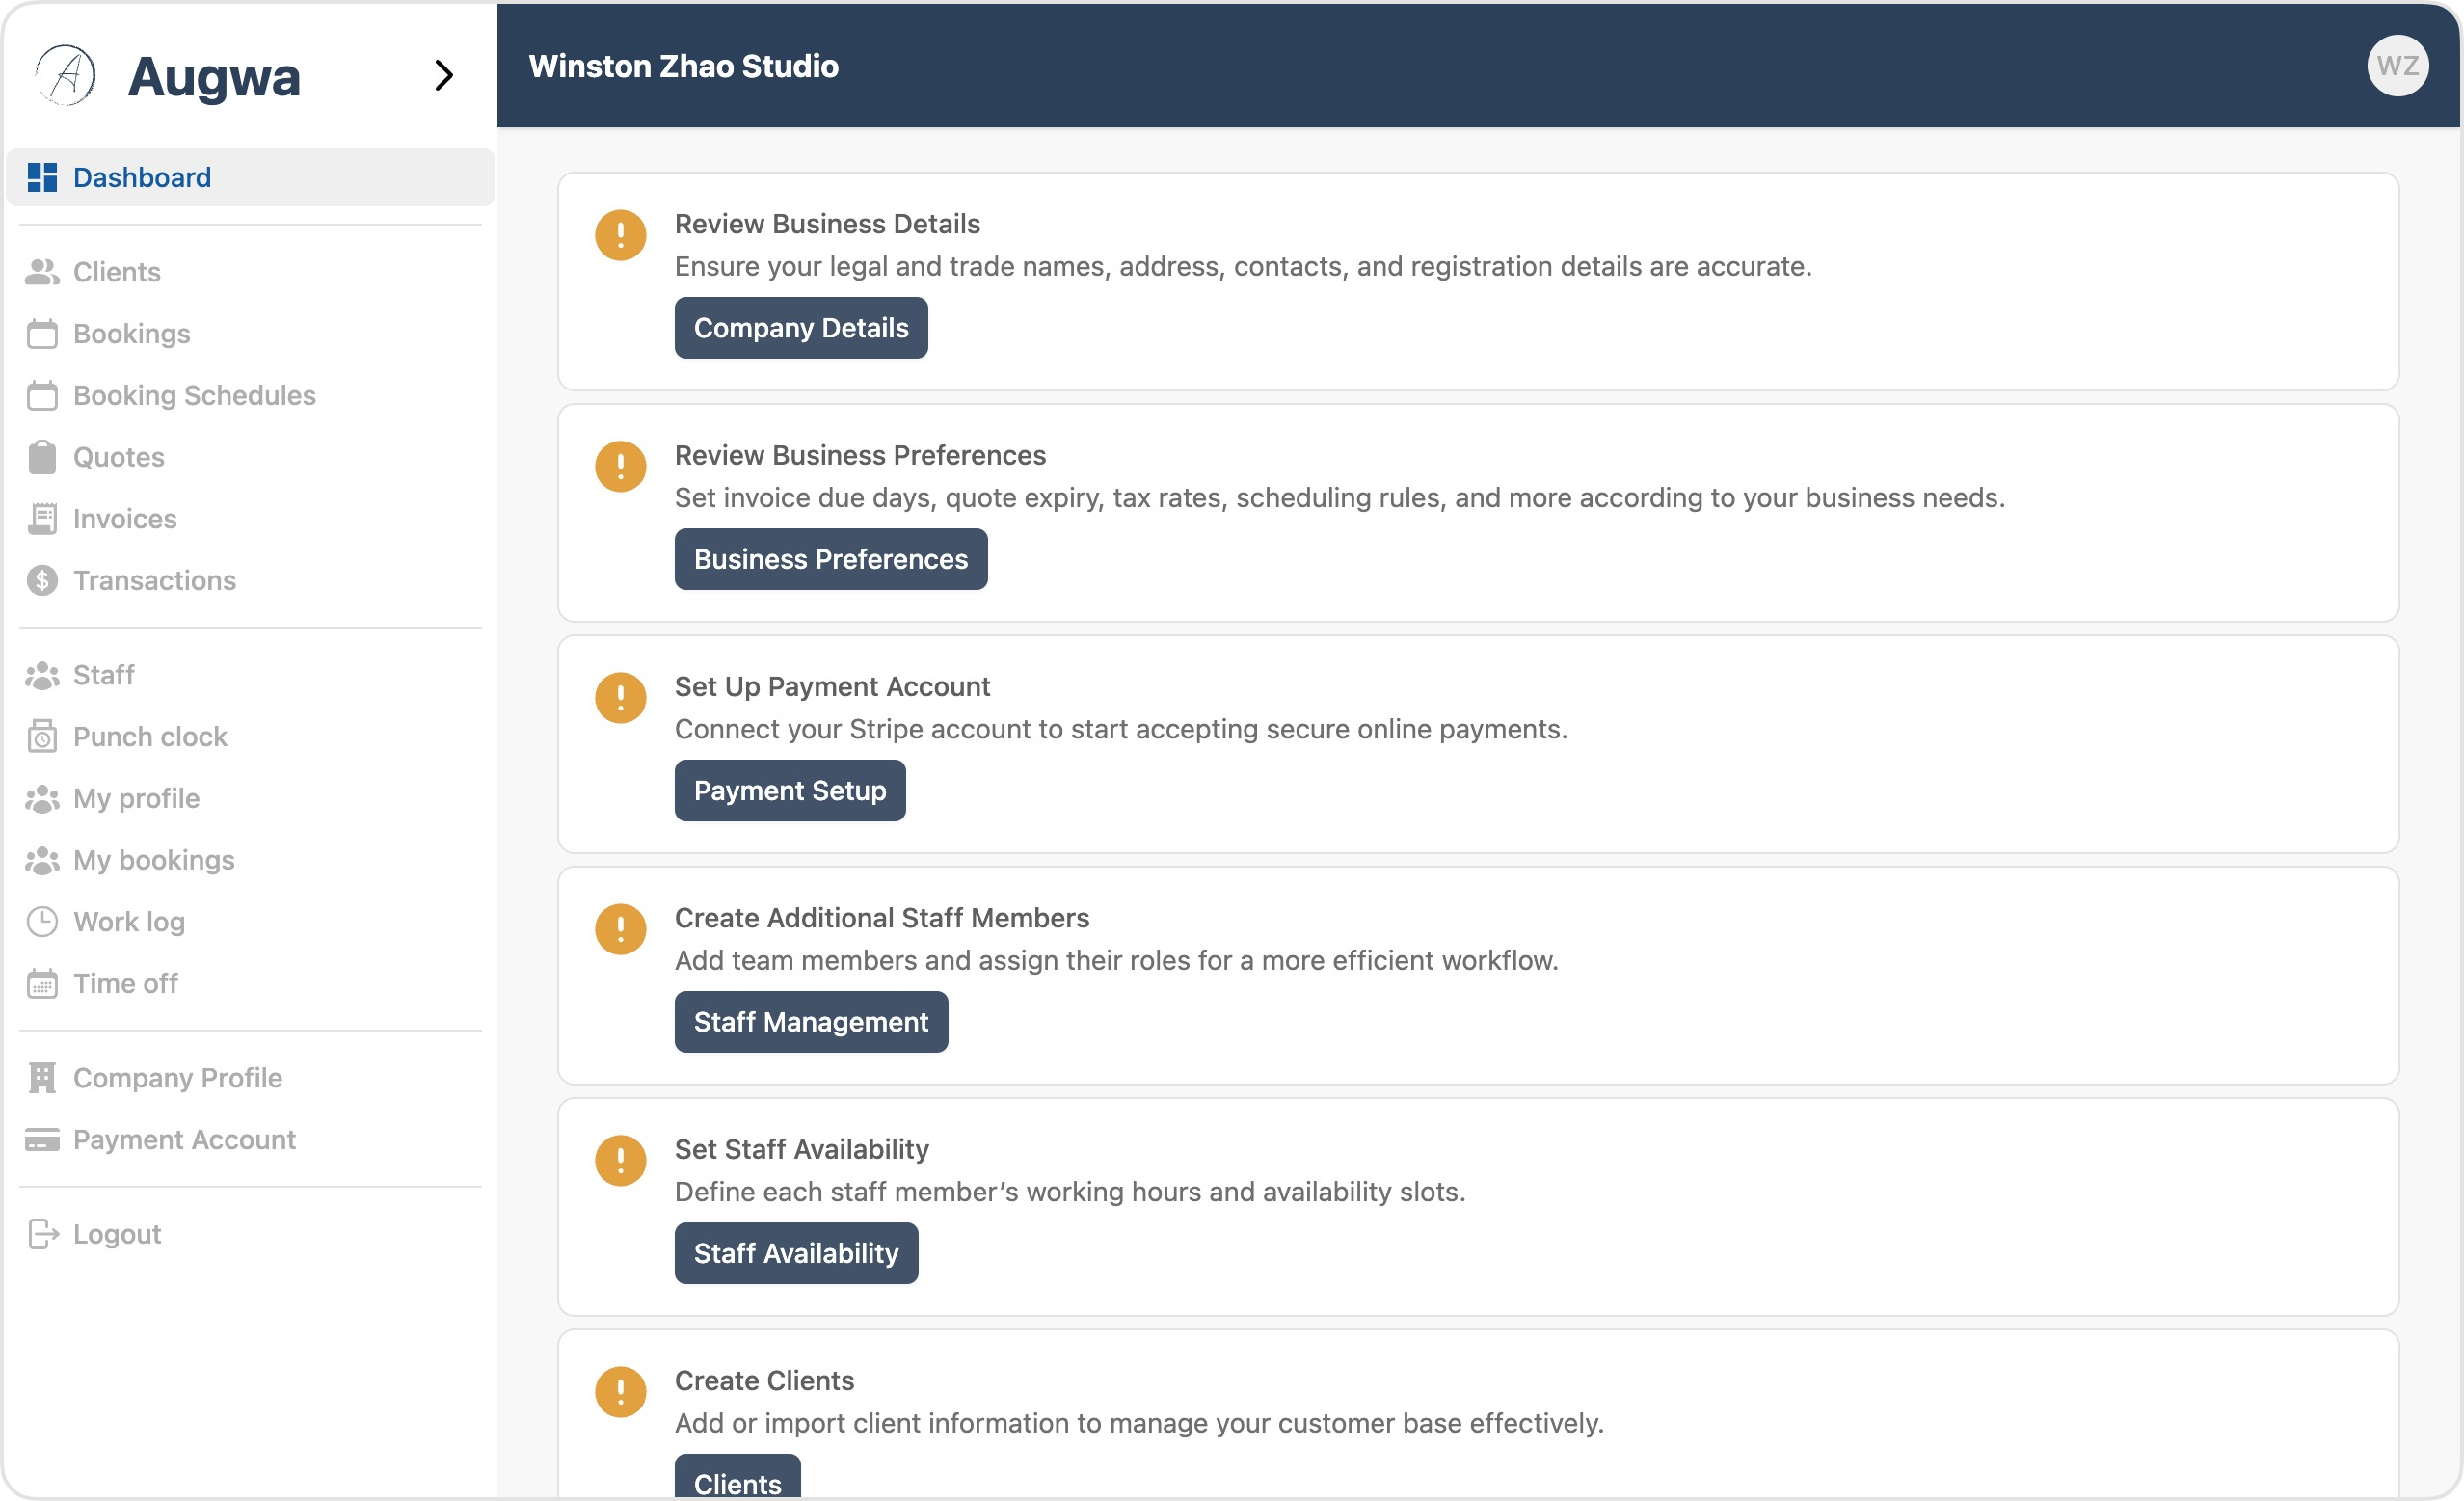 Augwa
Dashboard
Clients
Bookings
Booking Schedules
Quotes
Invoices
Transactions
Staff
Punch clock
My profile
My bookings
Work log
Time off
Company Profile
Payment Account
Logout
Winston Zhao Studio
WZ
Review Business Details
Ensure your legal and trade names, address, contacts, and registration details are accurate.
Company Details
Review Business Preferences
Set invoice due days, quote expiry, tax rates, scheduling rules, and more according to your business needs.
Business Preferences
Set Up Payment Account
Connect your Stripe account to start accepting secure online payments.
Payment Setup
Create Additional Staff Members
Add team members and assign their roles for a more efficient workflow.
Staff Management
Set Staff Availability
Define each staff member’s working hours and availability slots.
Staff Availability
Create Clients
Add or import client information to manage your customer base effectively.
Clients